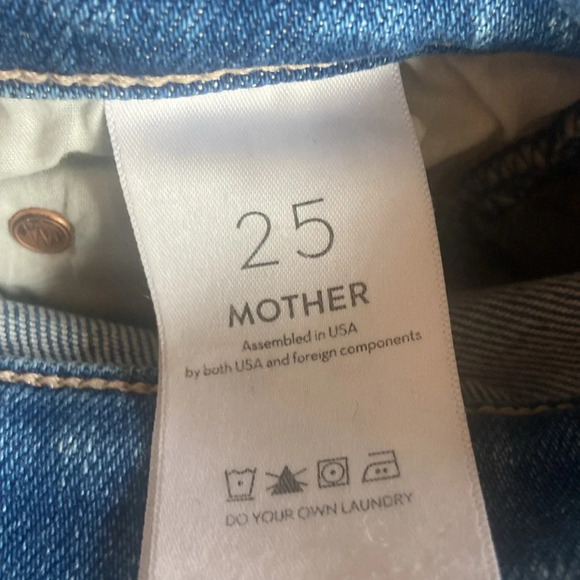 25
MOTHER
Assembled in USA
by both USA and foreign components
DO YOUR OWN LAUNDRY